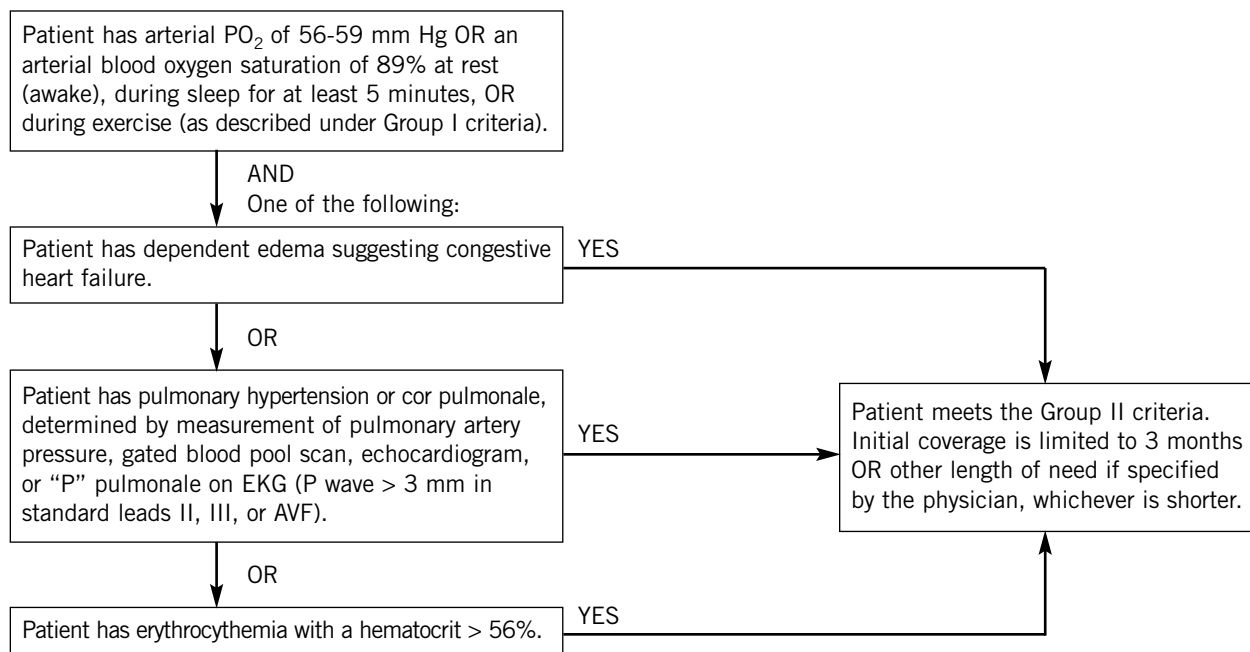 Patient has arterial PO₂ of 56-59 mm Hg OR an
arterial blood oxygen saturation of 89% at rest
(awake), during sleep for at least 5 minutes, OR
during exercise (as described under Group I criteria).
AND
One of the following:
Patient has dependent edema suggesting congestive
heart failure.
YES
OR
Patient has pulmonary hypertension or cor pulmonale,
determined by measurement of pulmonary artery
pressure, gated blood pool scan, echocardiogram,
or “P” pulmonale on EKG (P wave > 3 mm in
standard leads II, III, or AVF).
YES
Patient meets the Group II criteria.
Initial coverage is limited to 3 months
OR other length of need if specified
by the physician, whichever is shorter.
OR
Patient has erythrocythemia with a hematocrit > 56%.
YES